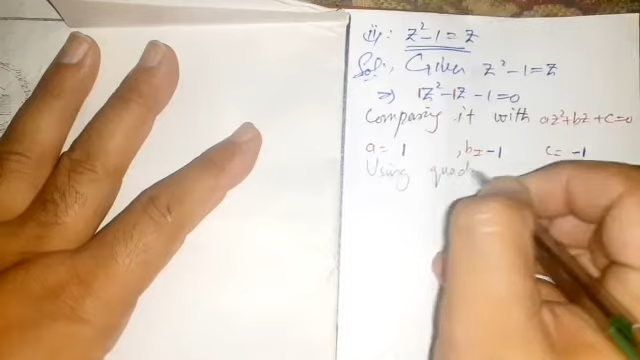 ii: z²-1 = z
Sol:, Given z²-1=z
⇒ 1z²-1z-1=0
Comparing it with az²+bz+c=0
a= 1 , b= -1 c= -1
Using quad